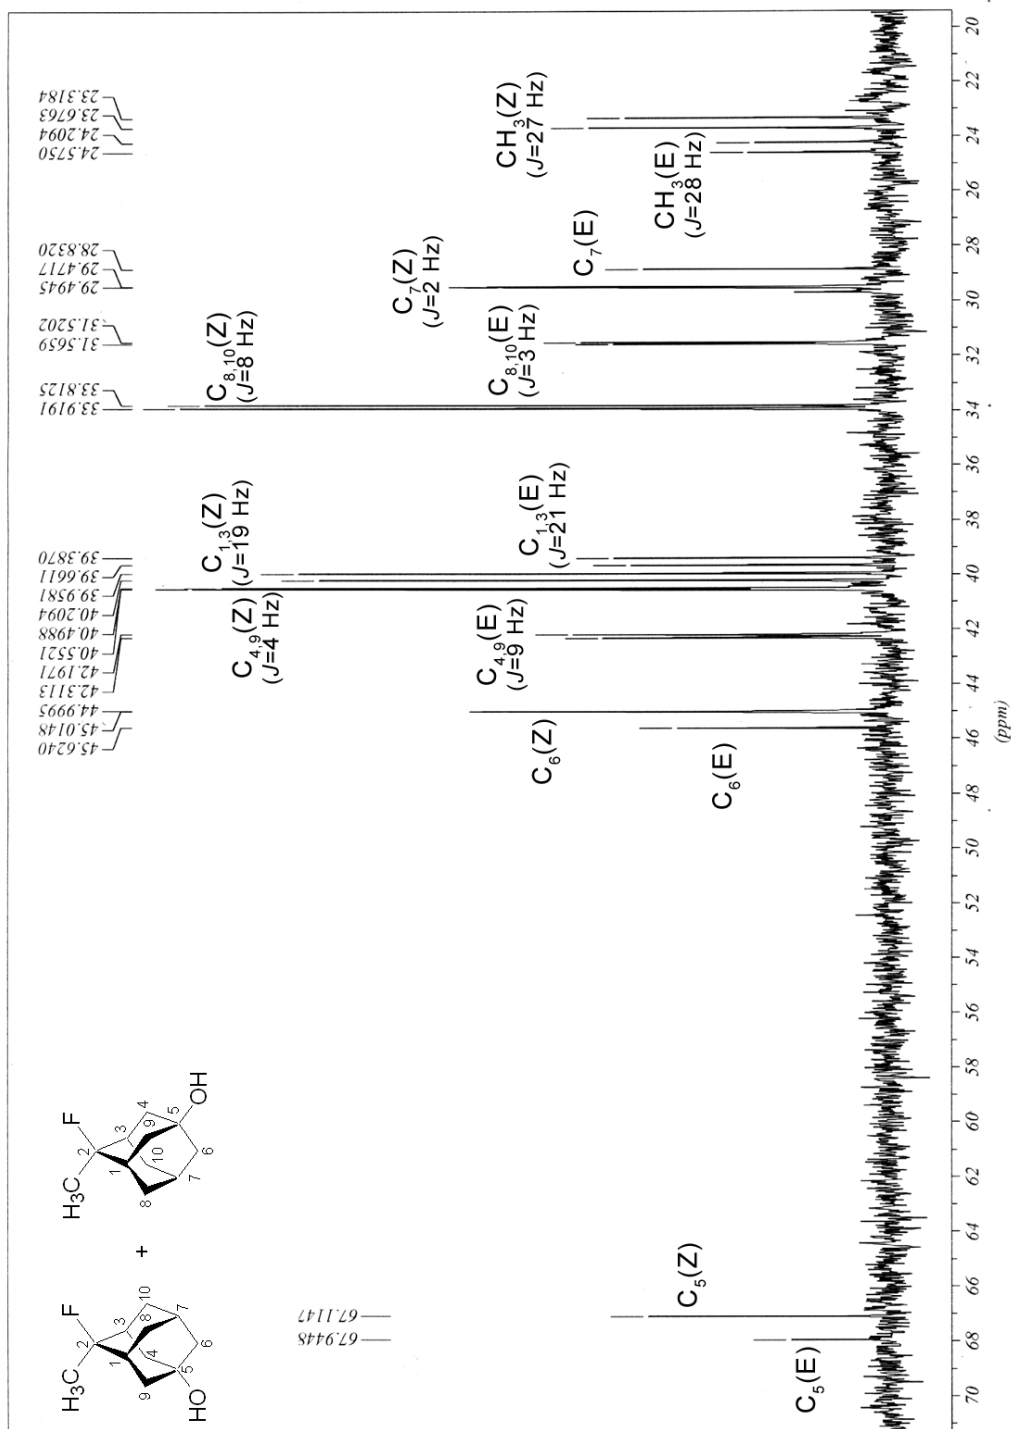 23.3184
23.6763
24.2094
24.5750
28.8320
29.4717
29.4945
31.5202
31.5659
33.8125
33.9191
39.3870
39.6611
39.9581
40.2094
40.4988
40.5521
42.1971
42.3113
44.9995
45.0148
45.6240
67.1147
67.9448
CH₃(Z)
(J=27 Hz)
CH₃(E)
(J=28 Hz)
C₇(E)
C₇(Z)
(J=2 Hz)
C₈,₁₀(E)
(J=3 Hz)
C₈,₁₀(Z)
(J=8 Hz)
C₁,₃(E)
(J=21 Hz)
C₁,₃(Z)
(J=19 Hz)
C₄,₉(Z)
(J=4 Hz)
C₄,₉(E)
(J=9 Hz)
C₆(Z)
C₆(E)
C₅(Z)
C₅(E)
H₃C
F
2
3
1
10
8
7
4
9
5
6
HO
+
H₃C
F
2
3
1
4
9
5
10
8
7
6
OH
20
22
24
26
28
30
32
34
36
38
40
42
44
46
48
50
52
54
56
58
60
62
64
66
68
70
(ppm)